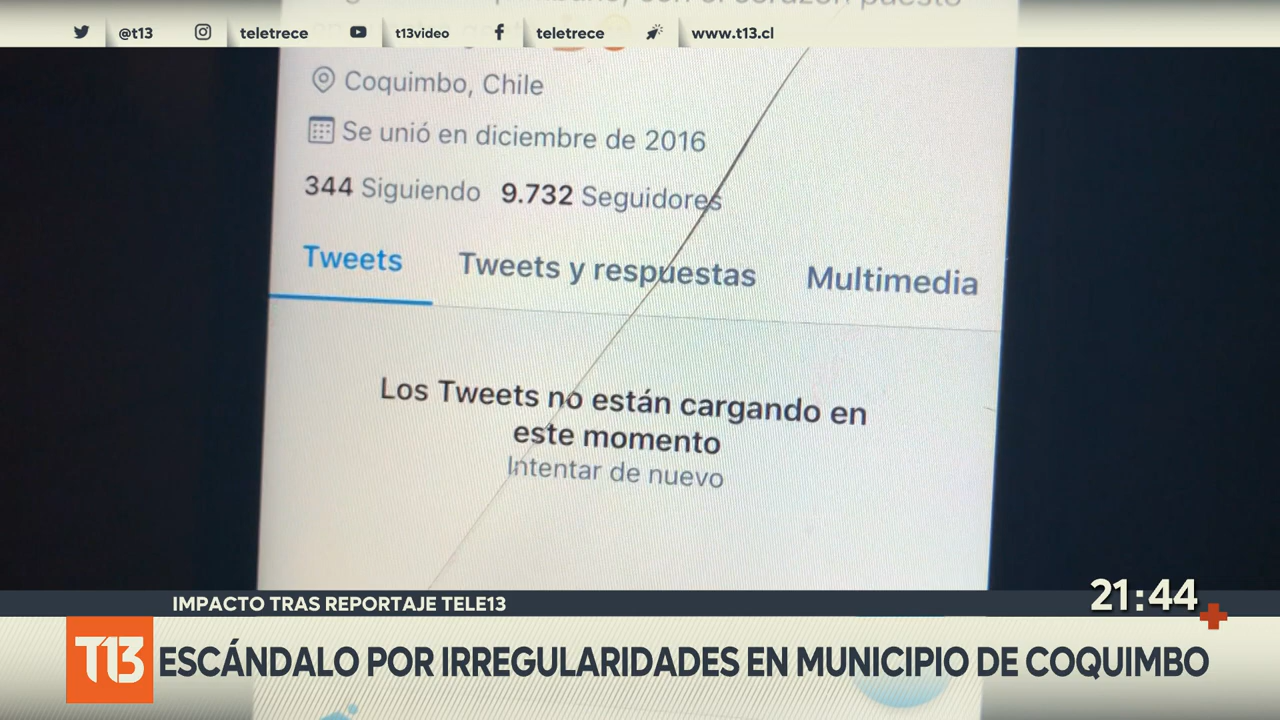 @t13 teletrece t13video teletrece www.t13.cl
Coquimbo, Chile
Se unió en diciembre de 2016
344 Siguiendo 9.732 Seguidores
Tweets Tweets y respuestas Multimedia
Los Tweets no están cargando en
este momento
Intentar de nuevo
IMPACTO TRAS REPORTAJE TELE13
21:44
T13 ESCÁNDALO POR IRREGULARIDADES EN MUNICIPIO DE COQUIMBO